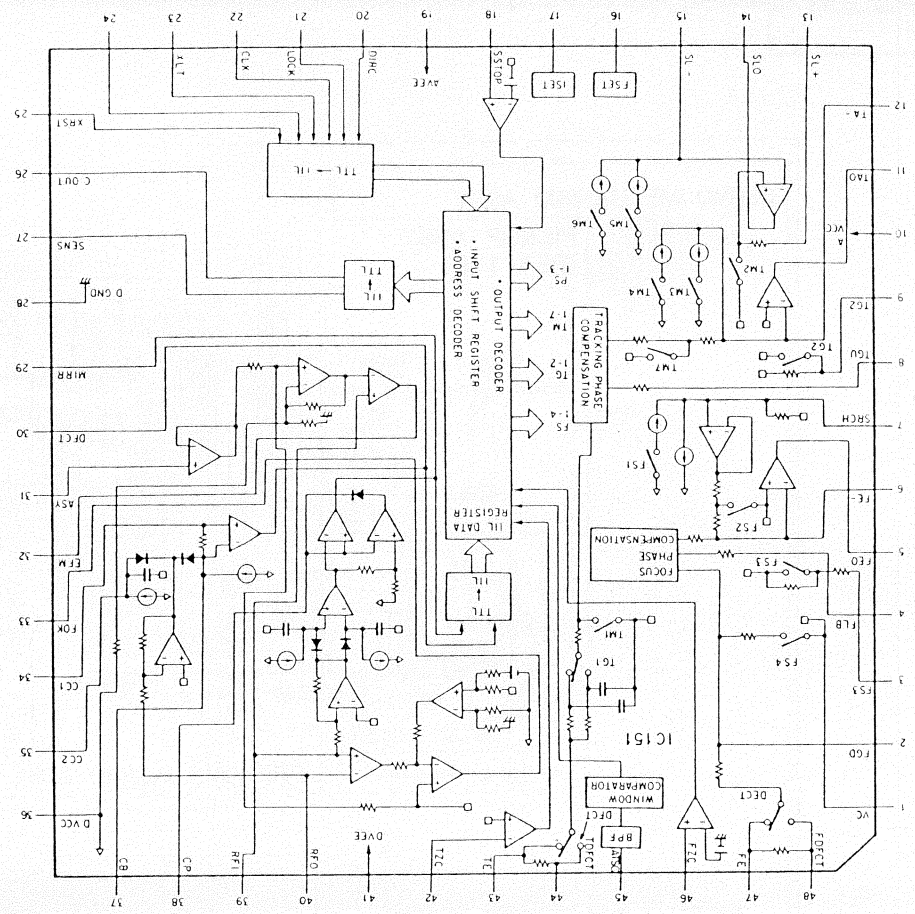 48 47 46 45 44 43 42 41 40 39 38 37
FDFCT
FE
FZC
TDFCT
TE
TZC
DVEE
RFO
RFI
CP
CB
BPF
DFCT
WINDOW
COMPARATOR
IC151
DECT
1
VC
2
FGD
3
FS3
4
FLB
5
FEO
6
FE-
7
SRCH
8
TGU
9
TG2
10
A VCC
11
TAO
12
TA-
FS4
FS3
TG1
TM1
FOCUS
PHASE
COMPENSATION
FS2
FS1
TTL
IIL
IIL DATA
REGISTER
• INPUT SHIFT REGISTER
• ADDRESS DECODER
• OUTPUT DECODER
FS
1-4
TG
1-2
TM
1-7
PS
1-3
TRACKING PHASE
COMPENSATION
TG2
TM7
TM3
TM4
TM2
TM5
TM6
IIL
TTL
TTL
IIL
36
D VCC
35
CC2
34
CC1
33
FOK
32
EFM
31
ASY
30
DFCT
29
MIRR
28
D GND
27
SENS
26
C.OUT
25
XRST
SL+
SLO
SL-
FSET
ISET
SSTOP
AVEE
DIRC
LOCK
CLK
XLT
13 14 15 16 17 18 19 20 21 22 23 24